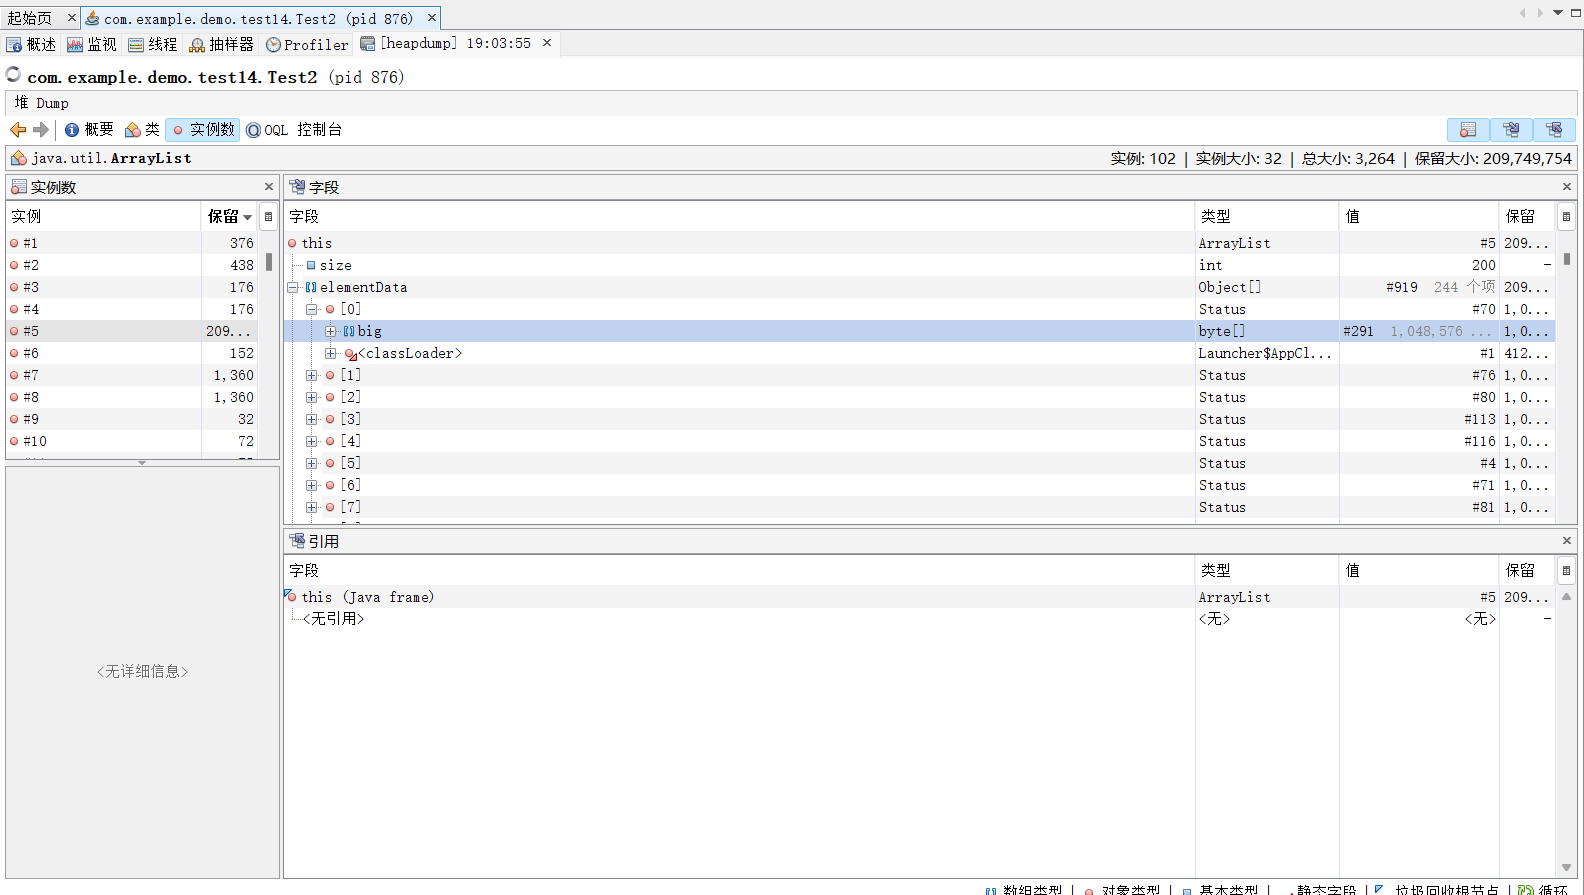 起始页 com.example.demo.test14.Test2 (pid 876)
概述 监视 线程 抽样器 Profiler [heapdump] 19:03:55
com.example.demo.test14.Test2 (pid 876)
堆 Dump
概要 类 实例数 OQL 控制台
java.util.ArrayList 实例: 102 | 实例大小: 32 | 总大小: 3,264 | 保留大小: 209,749,754
实例数
实例 保留
#1 376
#2 438
#3 176
#4 176
#5 209...
#6 152
#7 1,360
#8 1,360
#9 32
#10 72
<无详细信息>
字段
字段 类型 值 保留
this ArrayList #5 209...
size int 200 -
elementData Object[] #919 244 个项 209...
[0] Status #70 1,0...
big byte[] #291 1,048,576 ... 1,0...
<classLoader> Launcher$AppCl... #1 412...
[1] Status #76 1,0...
[2] Status #80 1,0...
[3] Status #113 1,0...
[4] Status #116 1,0...
[5] Status #4 1,0...
[6] Status #71 1,0...
[7] Status #81 1,0...
引用
字段 类型 值 保留
this (Java frame) ArrayList #5 209...
<无引用> <无> <无> -
数组类型 | 对象类型 | 基本类型 | 静态字段 | 垃圾回收根节点 | 循环